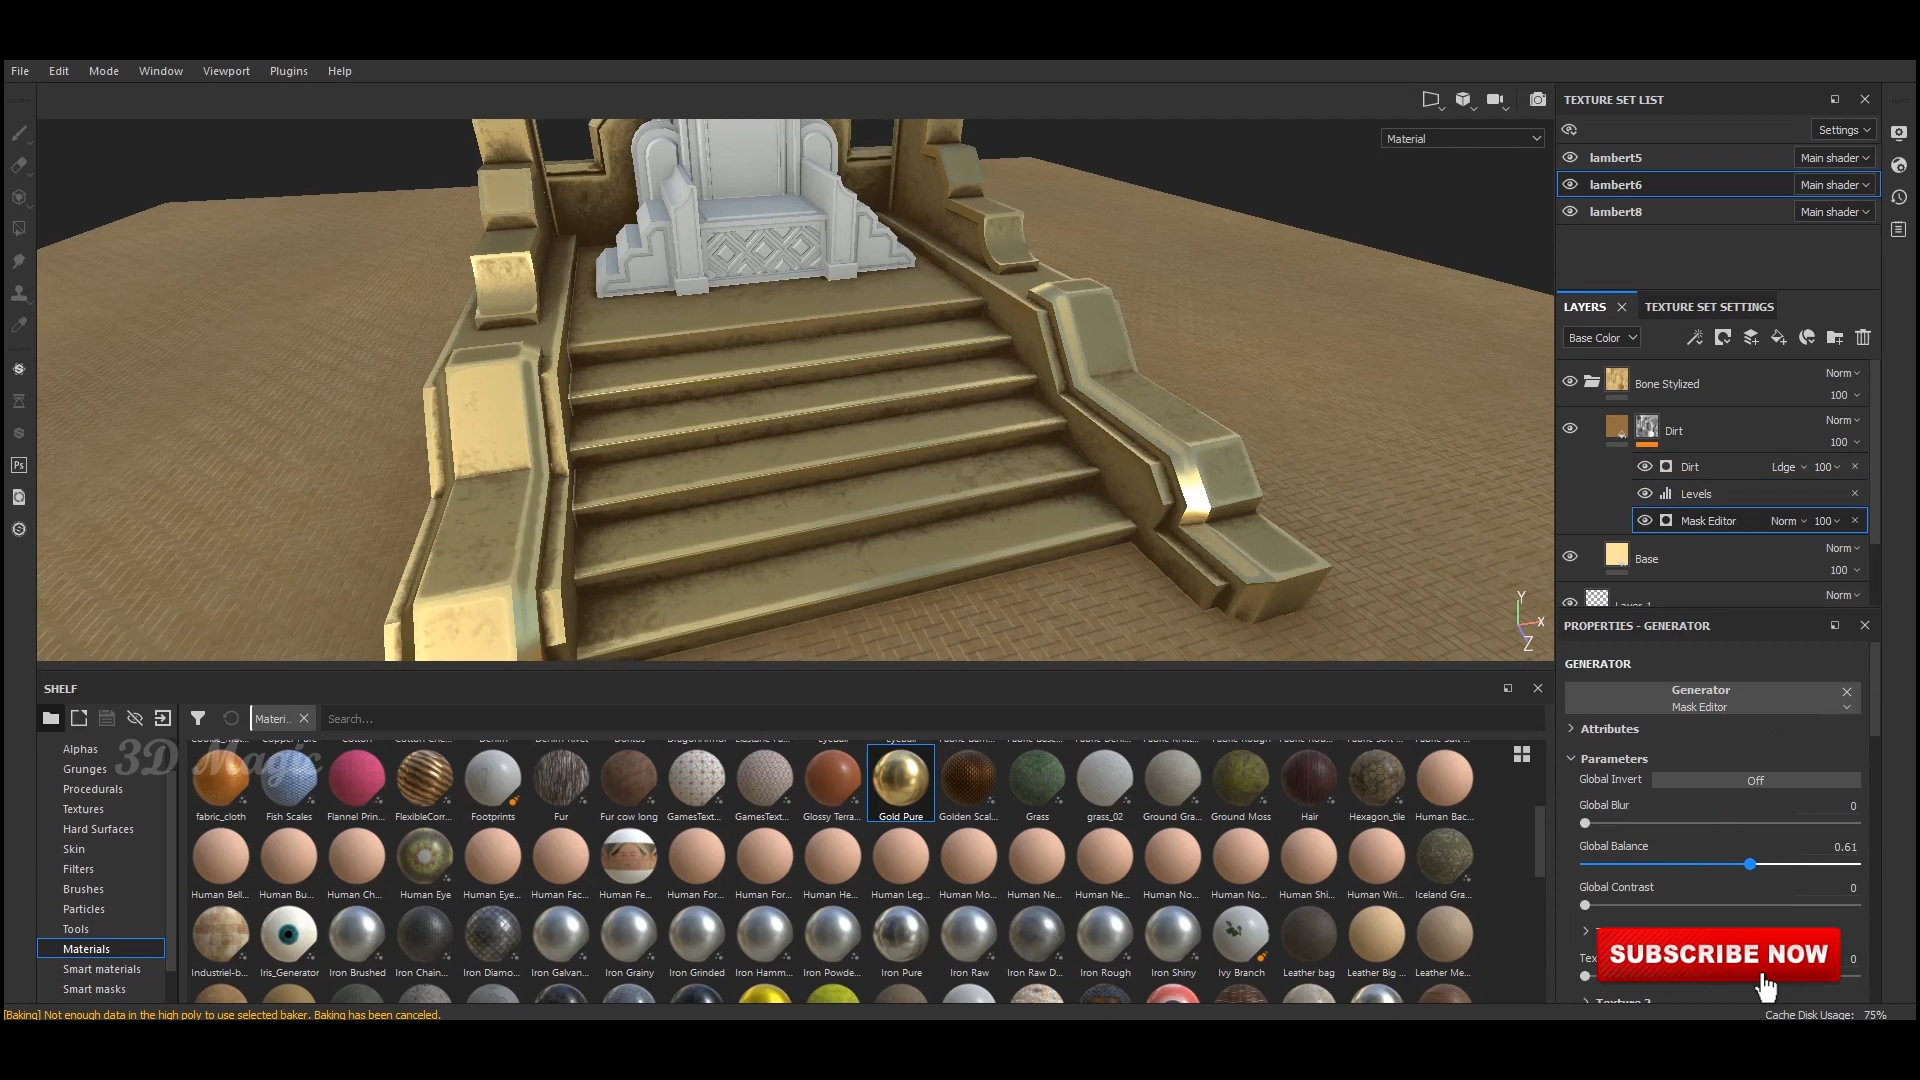 File Edit Mode Window Viewport Plugins Help
Material
TEXTURE SET LIST
Settings
lambert5 Main shader
lambert6 Main shader
lambert8 Main shader
LAYERS TEXTURE SET SETTINGS
Base Color
Bone Stylized Norm
100
Dirt Norm
100
Dirt Ldge 100
Levels
Mask Editor Norm 100
Base Norm
100
Layer 1 Norm
Y
X
Z
PROPERTIES - GENERATOR
GENERATOR
Generator
Mask Editor
Attributes
Parameters
Global Invert Off
Global Blur 0
Global Balance 0.61
Global Contrast 0
SUBSCRIBE NOW
0
Texture 2
SHELF
Ps
Materi... Search...
3D Magic
Alphas
Grunges
Procedurals
Textures
Hard Surfaces
Skin
Filters
Brushes
Particles
Tools
Materials
Smart materials
Smart masks
fabric_cloth Fish Scales Flannel Prin... FlexibleCorr... Footprints Fur Fur cow long GamesText... GamesText... Glossy Terra... Gold Pure Golden Scal... Grass grass_02 Ground Gra... Ground Moss Hair Hexagon_tile Human Bac...
Human Bell... Human Bu... Human Ch... Human Eye Human Eye... Human Fac... Human Fe... Human For... Human For... Human He... Human Leg... Human Mo... Human Ne... Human Ne... Human No... Human No... Human Shi... Human Wri... Iceland Gra...
Industriel-b... Iris_Generator Iron Brushed Iron Chain... Iron Diamo... Iron Galvan... Iron Grainy Iron Grinded Iron Hamm... Iron Powde... Iron Pure Iron Raw Iron Raw D... Iron Rough Iron Shiny Ivy Branch Leather bag Leather Big ... Leather Me...
[Baking] Not enough data in the high poly to use selected baker. Baking has been canceled.
Cache Disk Usage: 75%